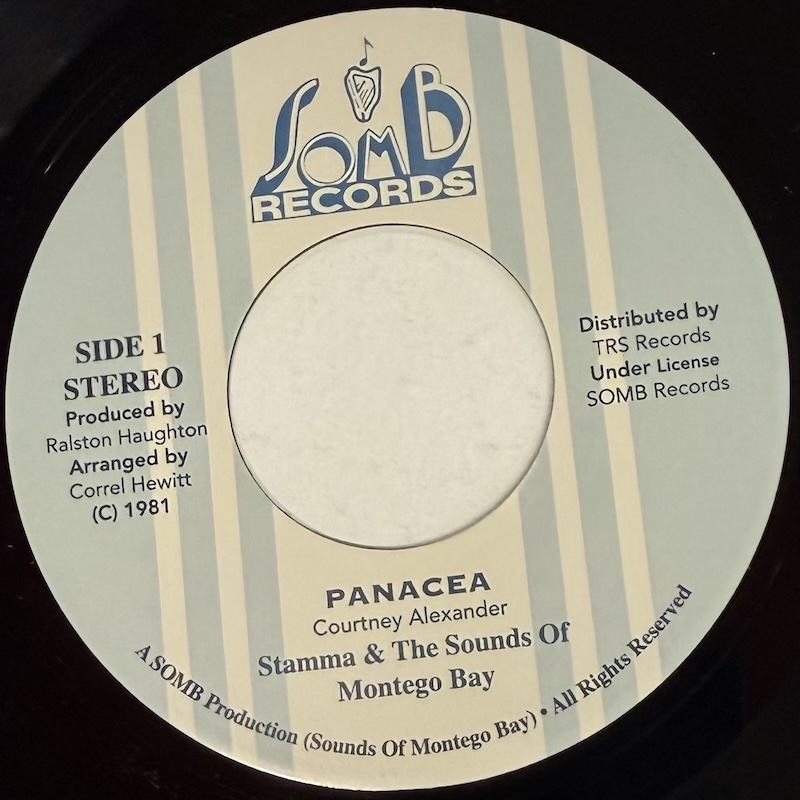 SOMB
RECORDS
SIDE 1
STEREO
Produced by
Ralston Haughton
Arranged by
Correl Hewitt
(C) 1981
Distributed by
TRS Records
Under License
SOMB Records
PANACEA
Courtney Alexander
Stamma & The Sounds Of
Montego Bay
A SOMB Production (Sounds Of Montego Bay) • All Rights Reserved